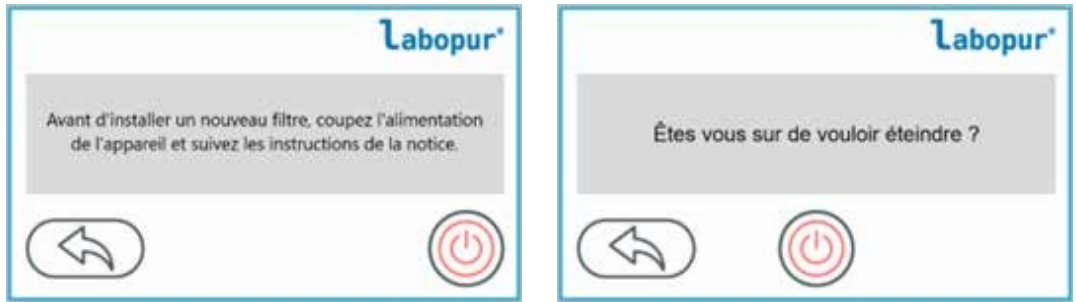 Labopur®
Avant d'installer un nouveau filtre, coupez l'alimentation
de l'appareil et suivez les instructions de la notice.
Labopur®
Êtes vous sur de vouloir éteindre ?